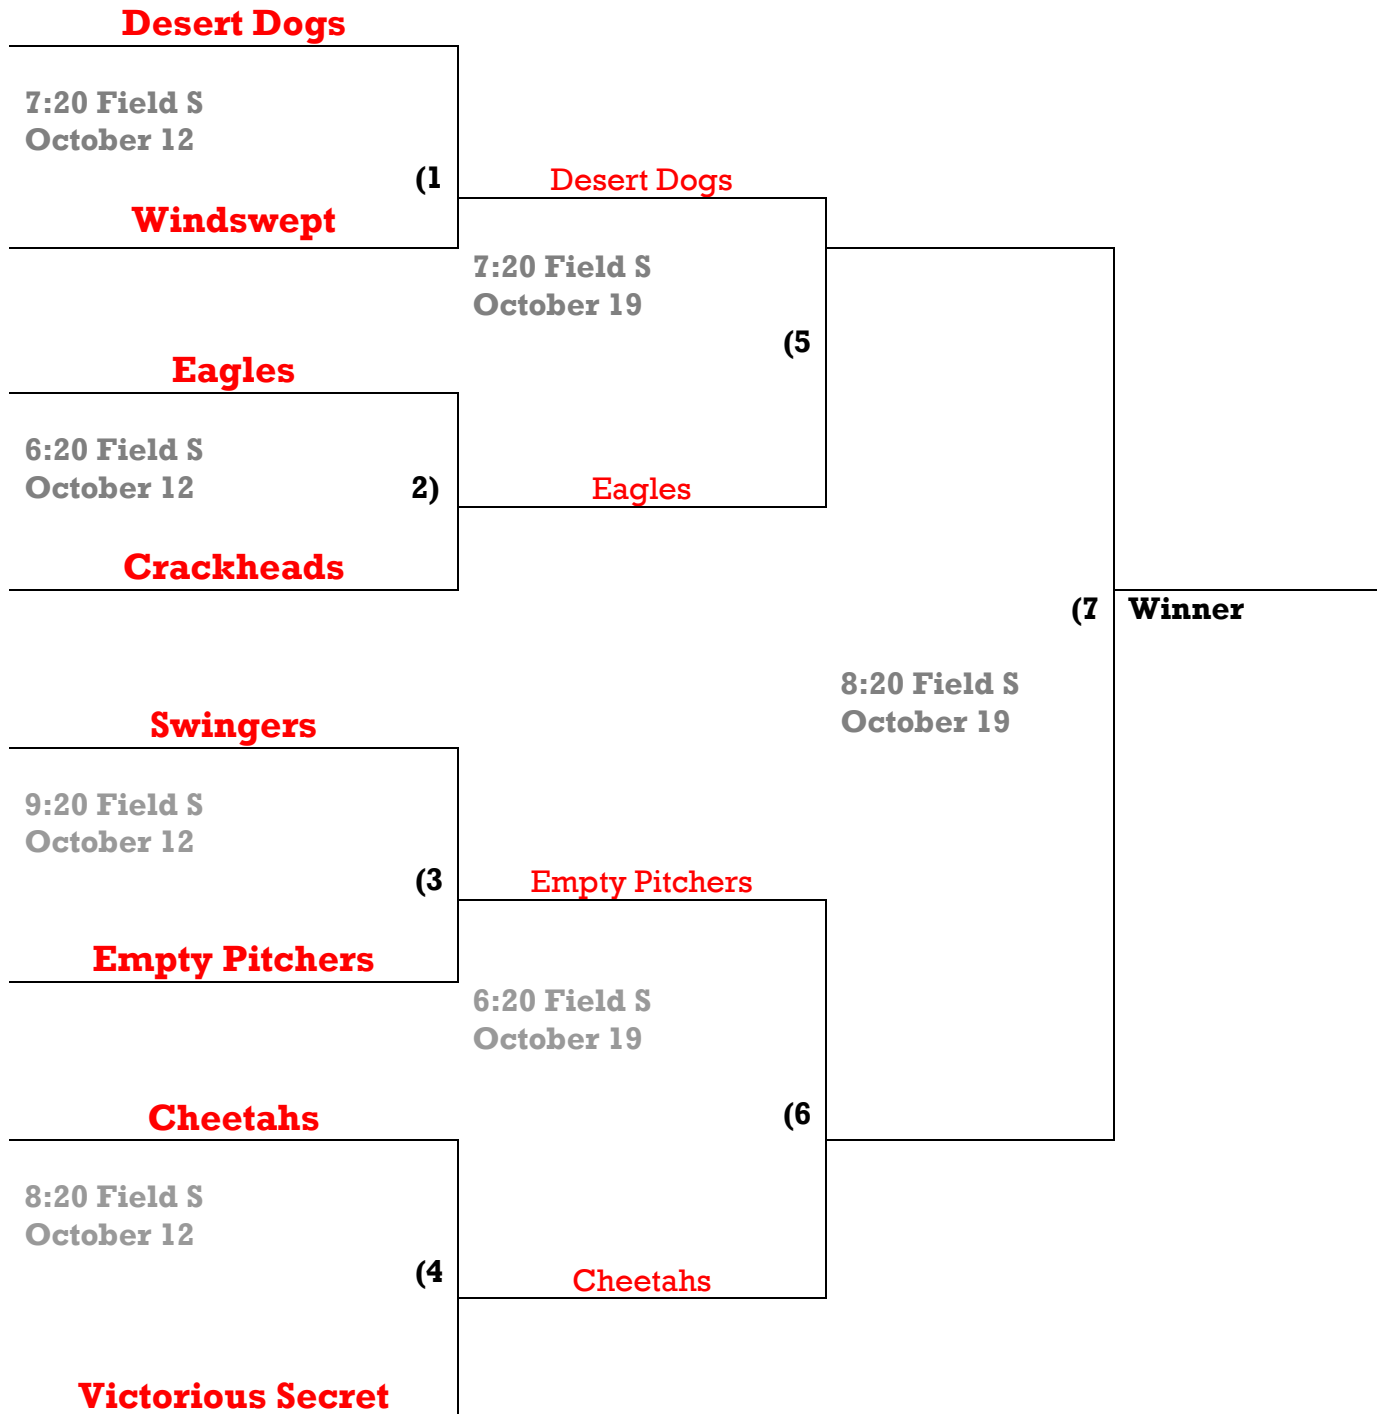 Desert Dogs
7:20 Field S
October 12
(1
Desert Dogs
Windswept
7:20 Field S
October 19
(5
Eagles
6:20 Field S
October 12
2)
Eagles
Crackheads
(7
Winner
8:20 Field S
October 19
Swingers
9:20 Field S
October 12
(3
Empty Pitchers
Empty Pitchers
6:20 Field S
October 19
(6
Cheetahs
8:20 Field S
October 12
(4
Cheetahs
Victorious Secret